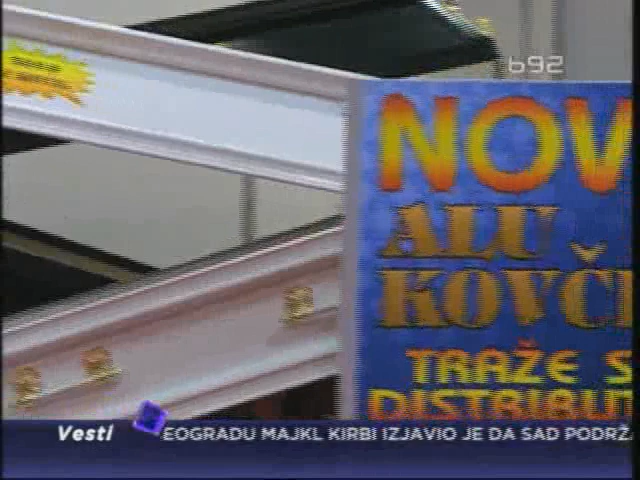 b92
NOV
ALU
KOVČ
TRAŽE S
DISTRIBUT
Vesti EOGRADU MAJKL KIRBI IZJAVIO JE DA SAD PODRŽ